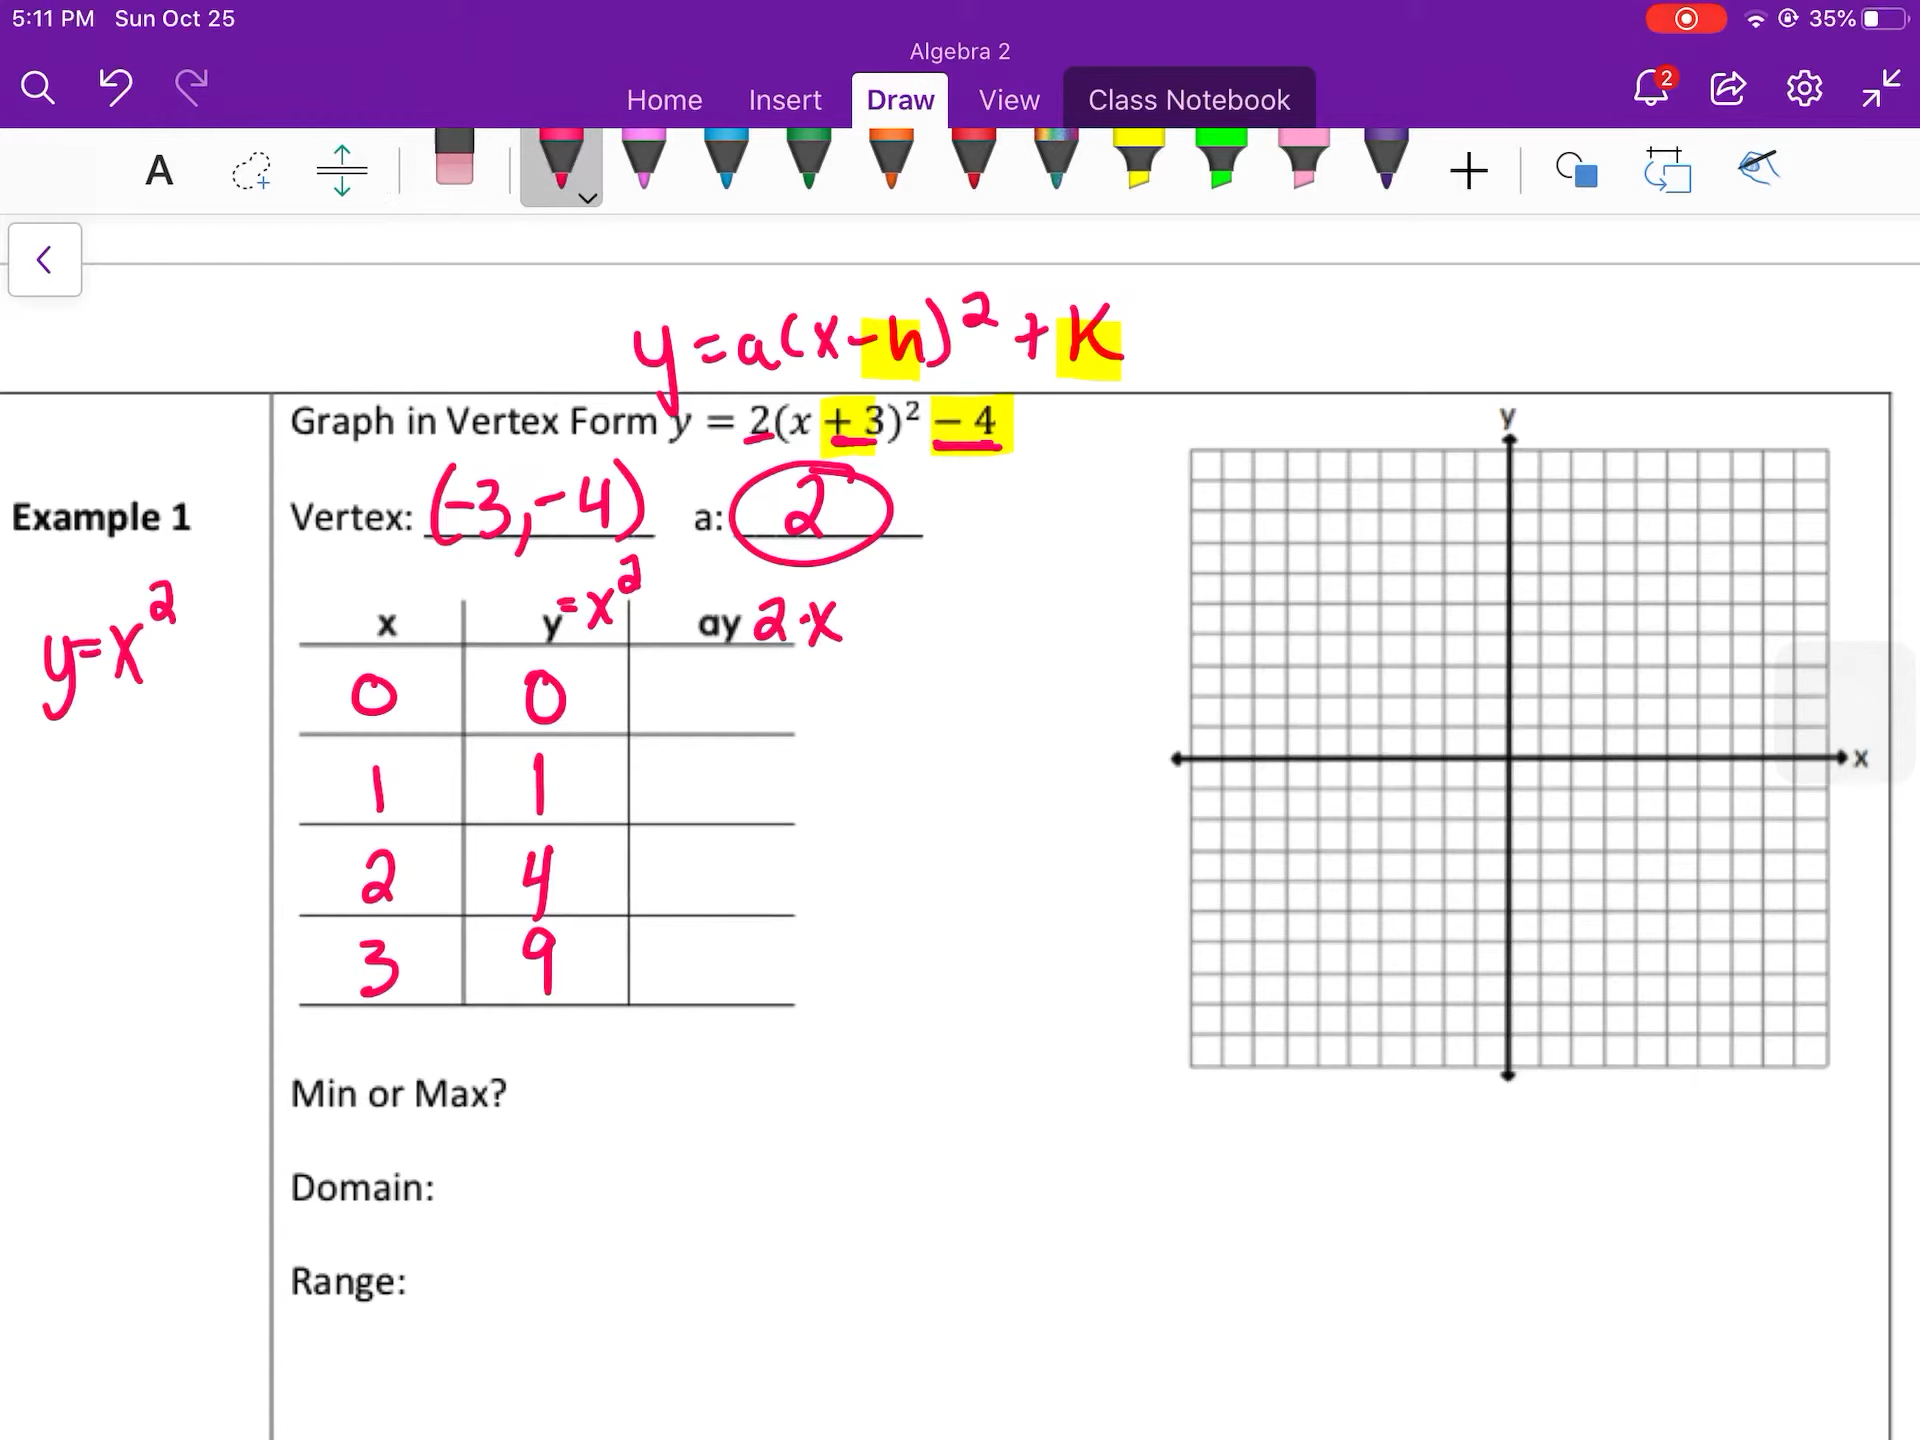 5:11 PM Sun Oct 25
35%
Algebra 2
Home Insert Draw View Class Notebook
2
A
y=a(x-h)²+K
Graph in Vertex Form y = 2(x + 3)² − 4
Example 1
Vertex: (-3,-4) a: 2
y=x²
x y=x² ay 2·x
0 0
1 1
2 4
3 9
Min or Max?
Domain:
Range:
y
x